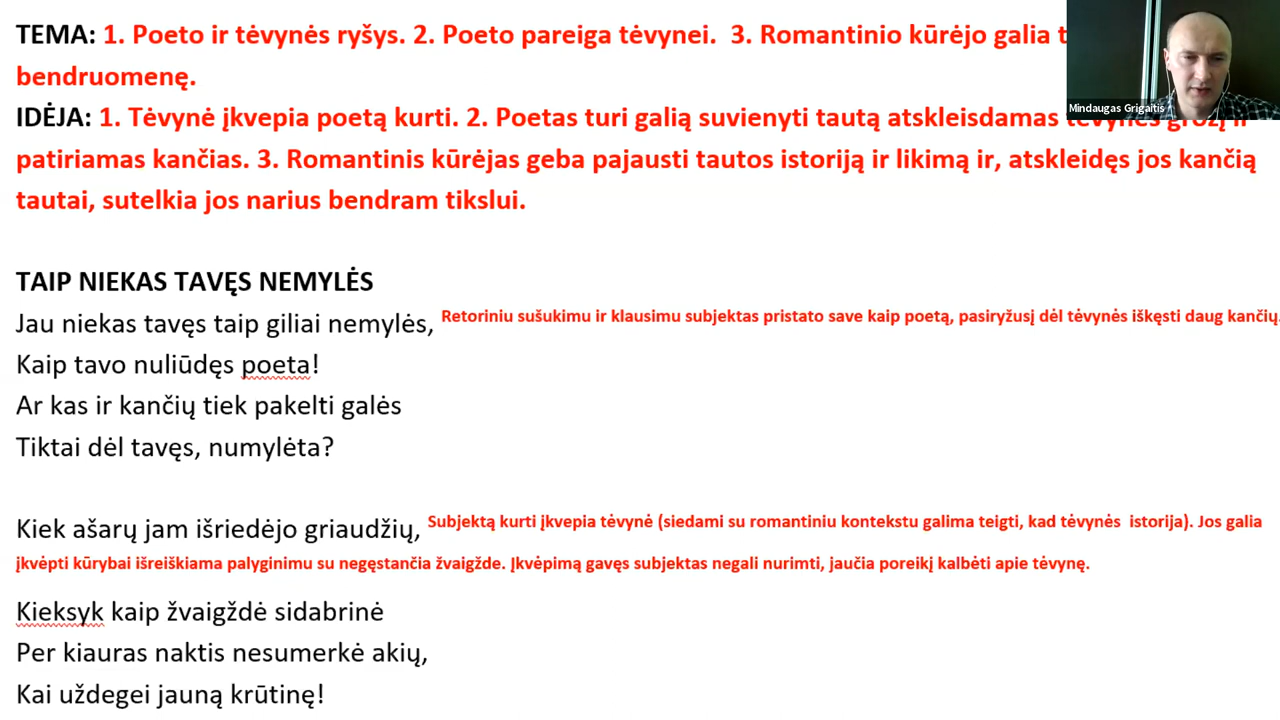 TEMA: 1. Poeto ir tėvynės ryšys. 2. Poeto pareiga tėvynei. 3. Romantinio kūrėjo galia
bendruomenę.
IDĖJA: 1. Tėvynė įkvepia poetą kurti. 2. Poetas turi galią suvienyti tautą atskleisdamas tėvynės grožį ir
patiriamas kančias. 3. Romantinis kūrėjas geba pajausti tautos istoriją ir likimą ir, atskleidęs jos kančią
tautai, sutelkia jos narius bendram tikslui.
Mindaugas Grigaitis
TAIP NIEKAS TAVĘS NEMYLĖS
Jau niekas tavęs taip giliai nemylės, Retoriniu sušukimu ir klausimu subjektas pristato save kaip poetą, pasiryžusį dėl tėvynės iškęsti daug kančių.
Kaip tavo nuliūdęs poeta!
Ar kas ir kančių tiek pakelti galės
Tiktai dėl tavęs, numylėta?
Kiek ašarų jam išriedėjo griaudžių, Subjektą kurti įkvepia tėvynė (siedami su romantiniu kontekstu galima teigti, kad tėvynės istorija). Jos galia
įkvėpti kūrybai išreiškiama palyginimu su negęstančia žvaigžde. Įkvėpimą gavęs subjektas negali nurimti, jaučia poreikį kalbėti apie tėvynę.
Kieksyk kaip žvaigždė sidabrinė
Per kiauras naktis nesumerkė akių,
Kai uždegei jauną krūtinę!